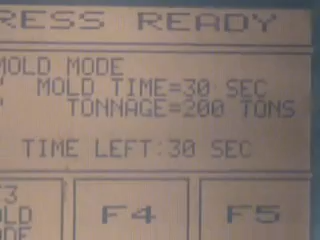 RESS READY
MOLD MODE
' MOLD TIME=30 SEC
' TONNAGE=200 TONS
TIME LEFT:30 SEC
F3
OLD
ODE
F4
F5